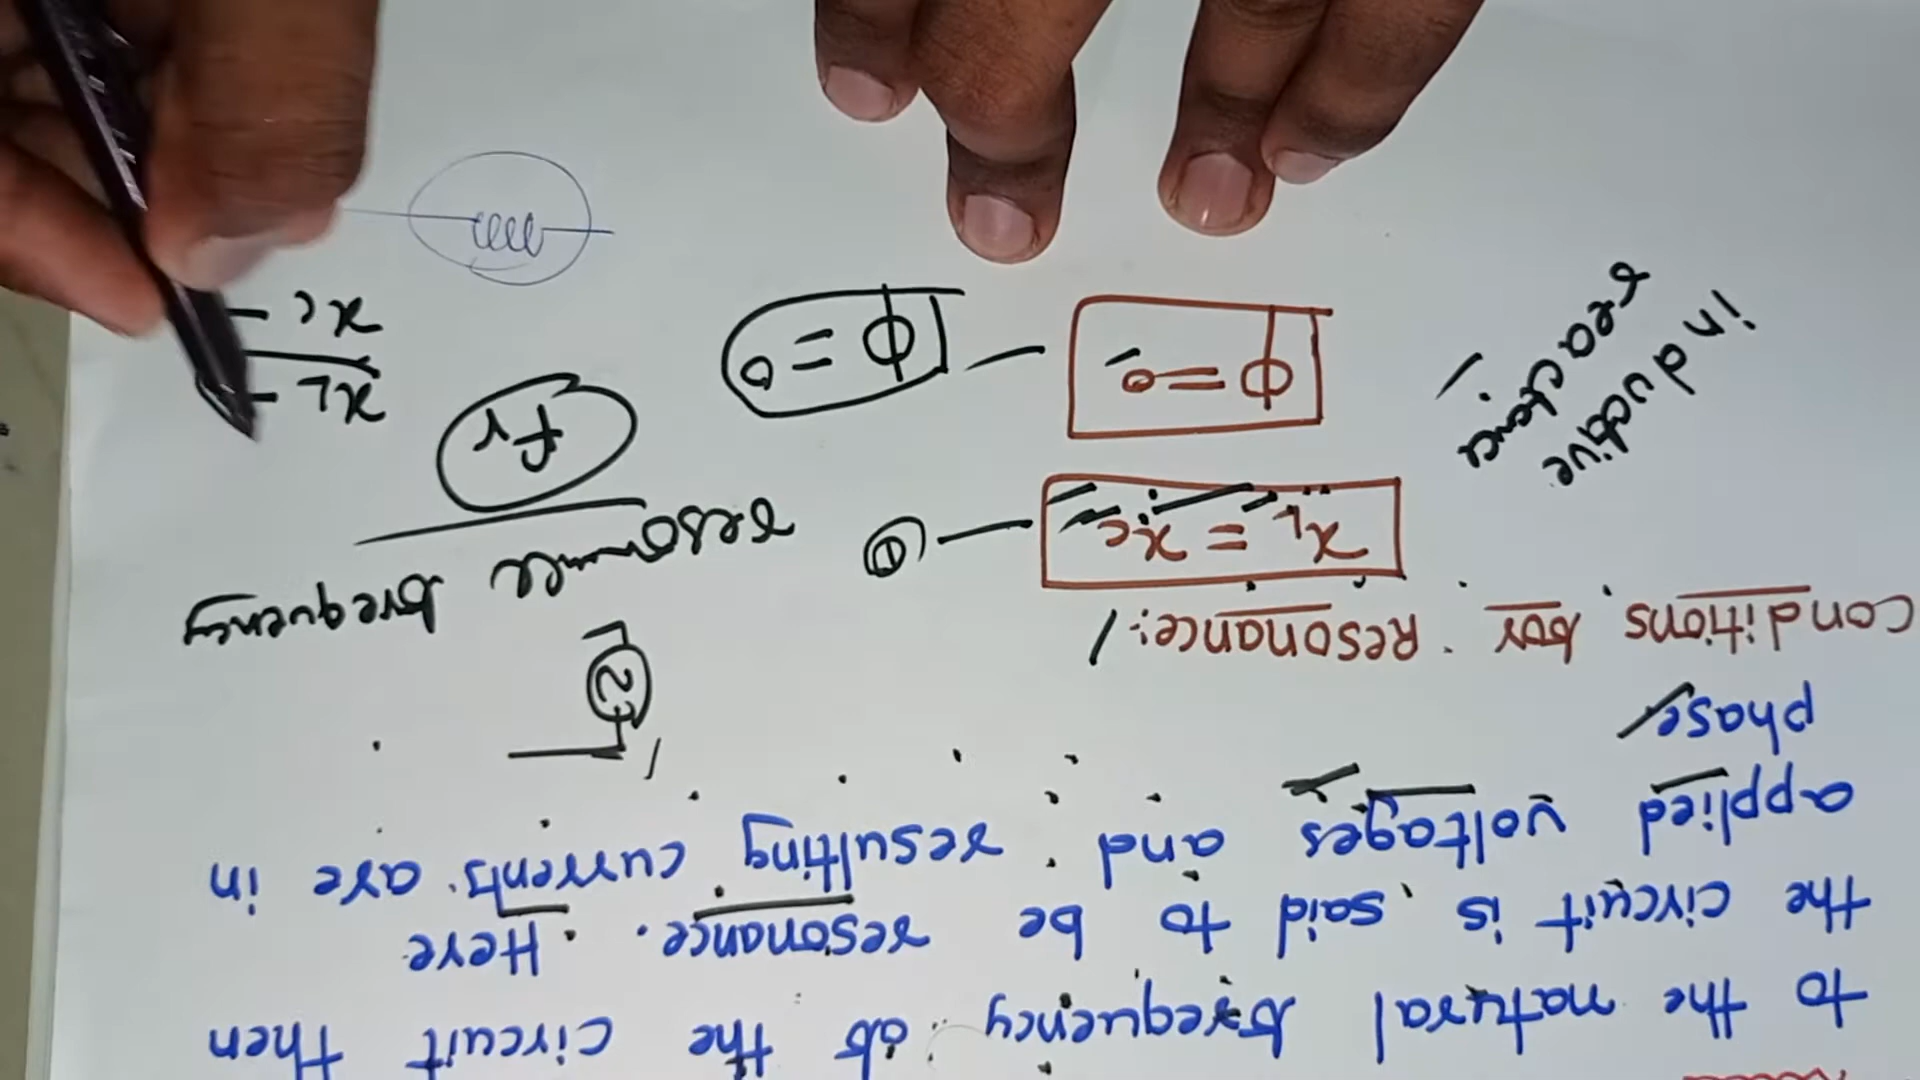 to the natural frequency of the circuit then
the circuit is said to be resonance. Here
applied voltages and resulting currents are in
phase
conditions for Resonance:-
XL = XC — ①
resonance frequency
fr
ϕ = 0 — ϕ = 0
inductive
reactance
XL —
XC —